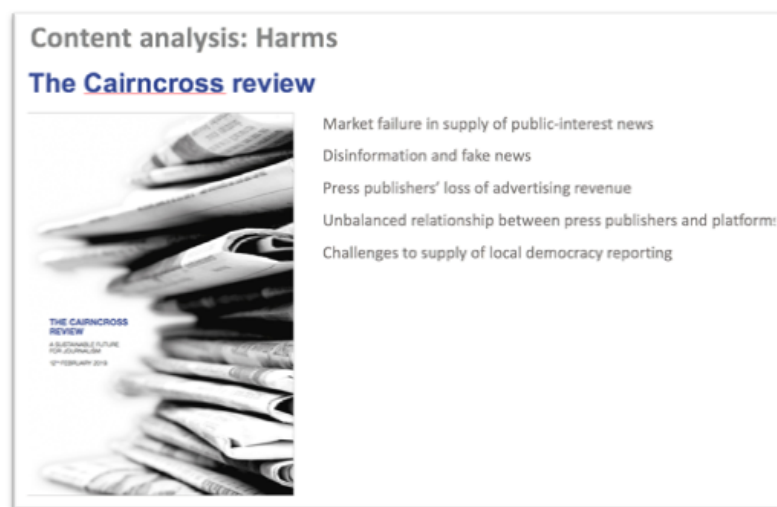 Content analysis: Harms
The Cairncross review
Market failure in supply of public-interest news
Disinformation and fake news
Press publishers' loss of advertising revenue
Unbalanced relationship between press publishers and platforms
Challenges to supply of local democracy reporting
THE CAIRNCROSS
REVIEW
A SUSTAINABLE FUTURE
FOR JOURNALISM
12TH FEBRUARY 2019